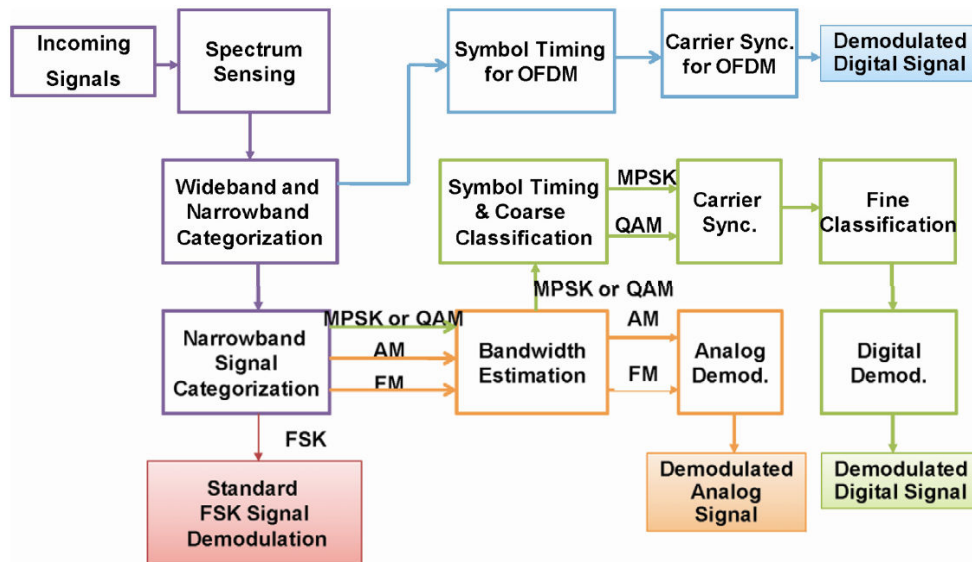 Incoming
Signals
Spectrum
Sensing
Symbol Timing
for OFDM
Carrier Sync.
for OFDM
Demodulated
Digital Signal
Wideband and
Narrowband
Categorization
Symbol Timing
& Coarse
Classification
MPSK
QAM
Carrier
Sync.
Fine
Classification
MPSK or QAM
Narrowband
Signal
Categorization
MPSK or QAM
AM
FM
Bandwidth
Estimation
AM
FM
Analog
Demod.
Digital
Demod.
FSK
Standard
FSK Signal
Demodulation
Demodulated
Analog
Signal
Demodulated
Digital Signal